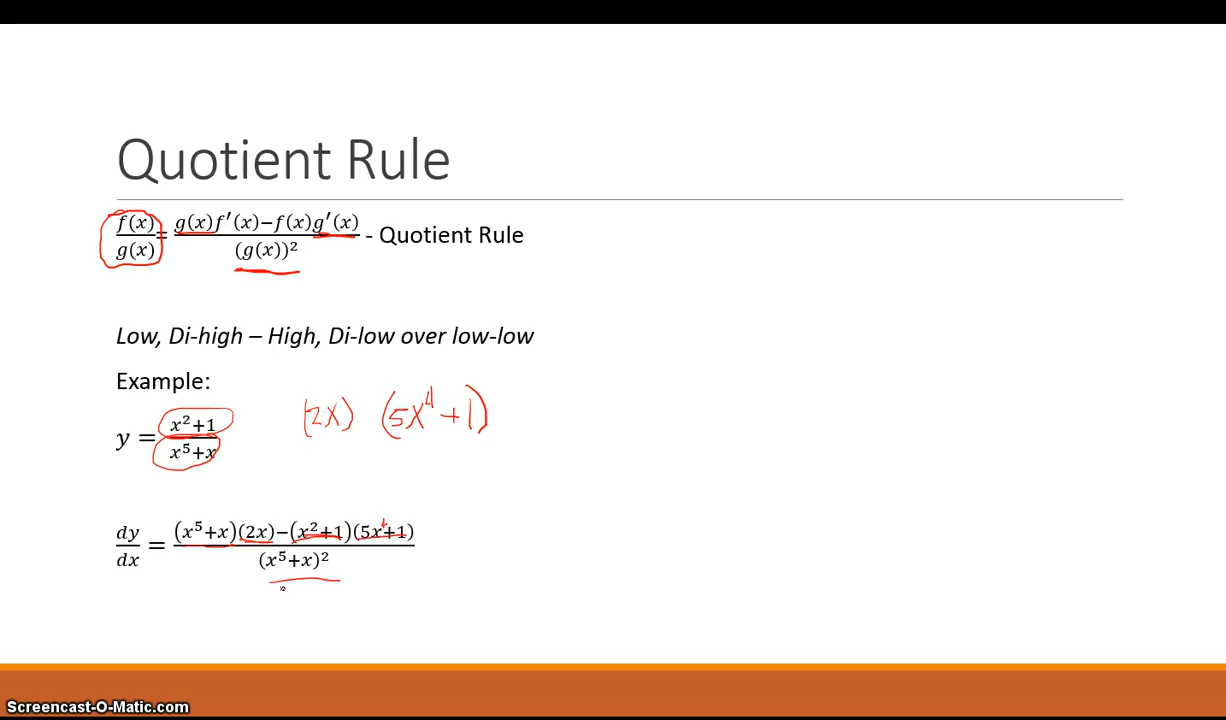 Quotient Rule
f(x)/g(x) = g(x)f′(x)−f(x)g′(x)/(g(x))² - Quotient Rule
Low, Di-high – High, Di-low over low-low
Example:
y = x²+1/x⁵+x (2x) (5x⁴+1)
dy/dx = (x⁵+x)(2x)−(x²+1)(5x⁴+1)/(x⁵+x)²
Screencast-O-Matic.com